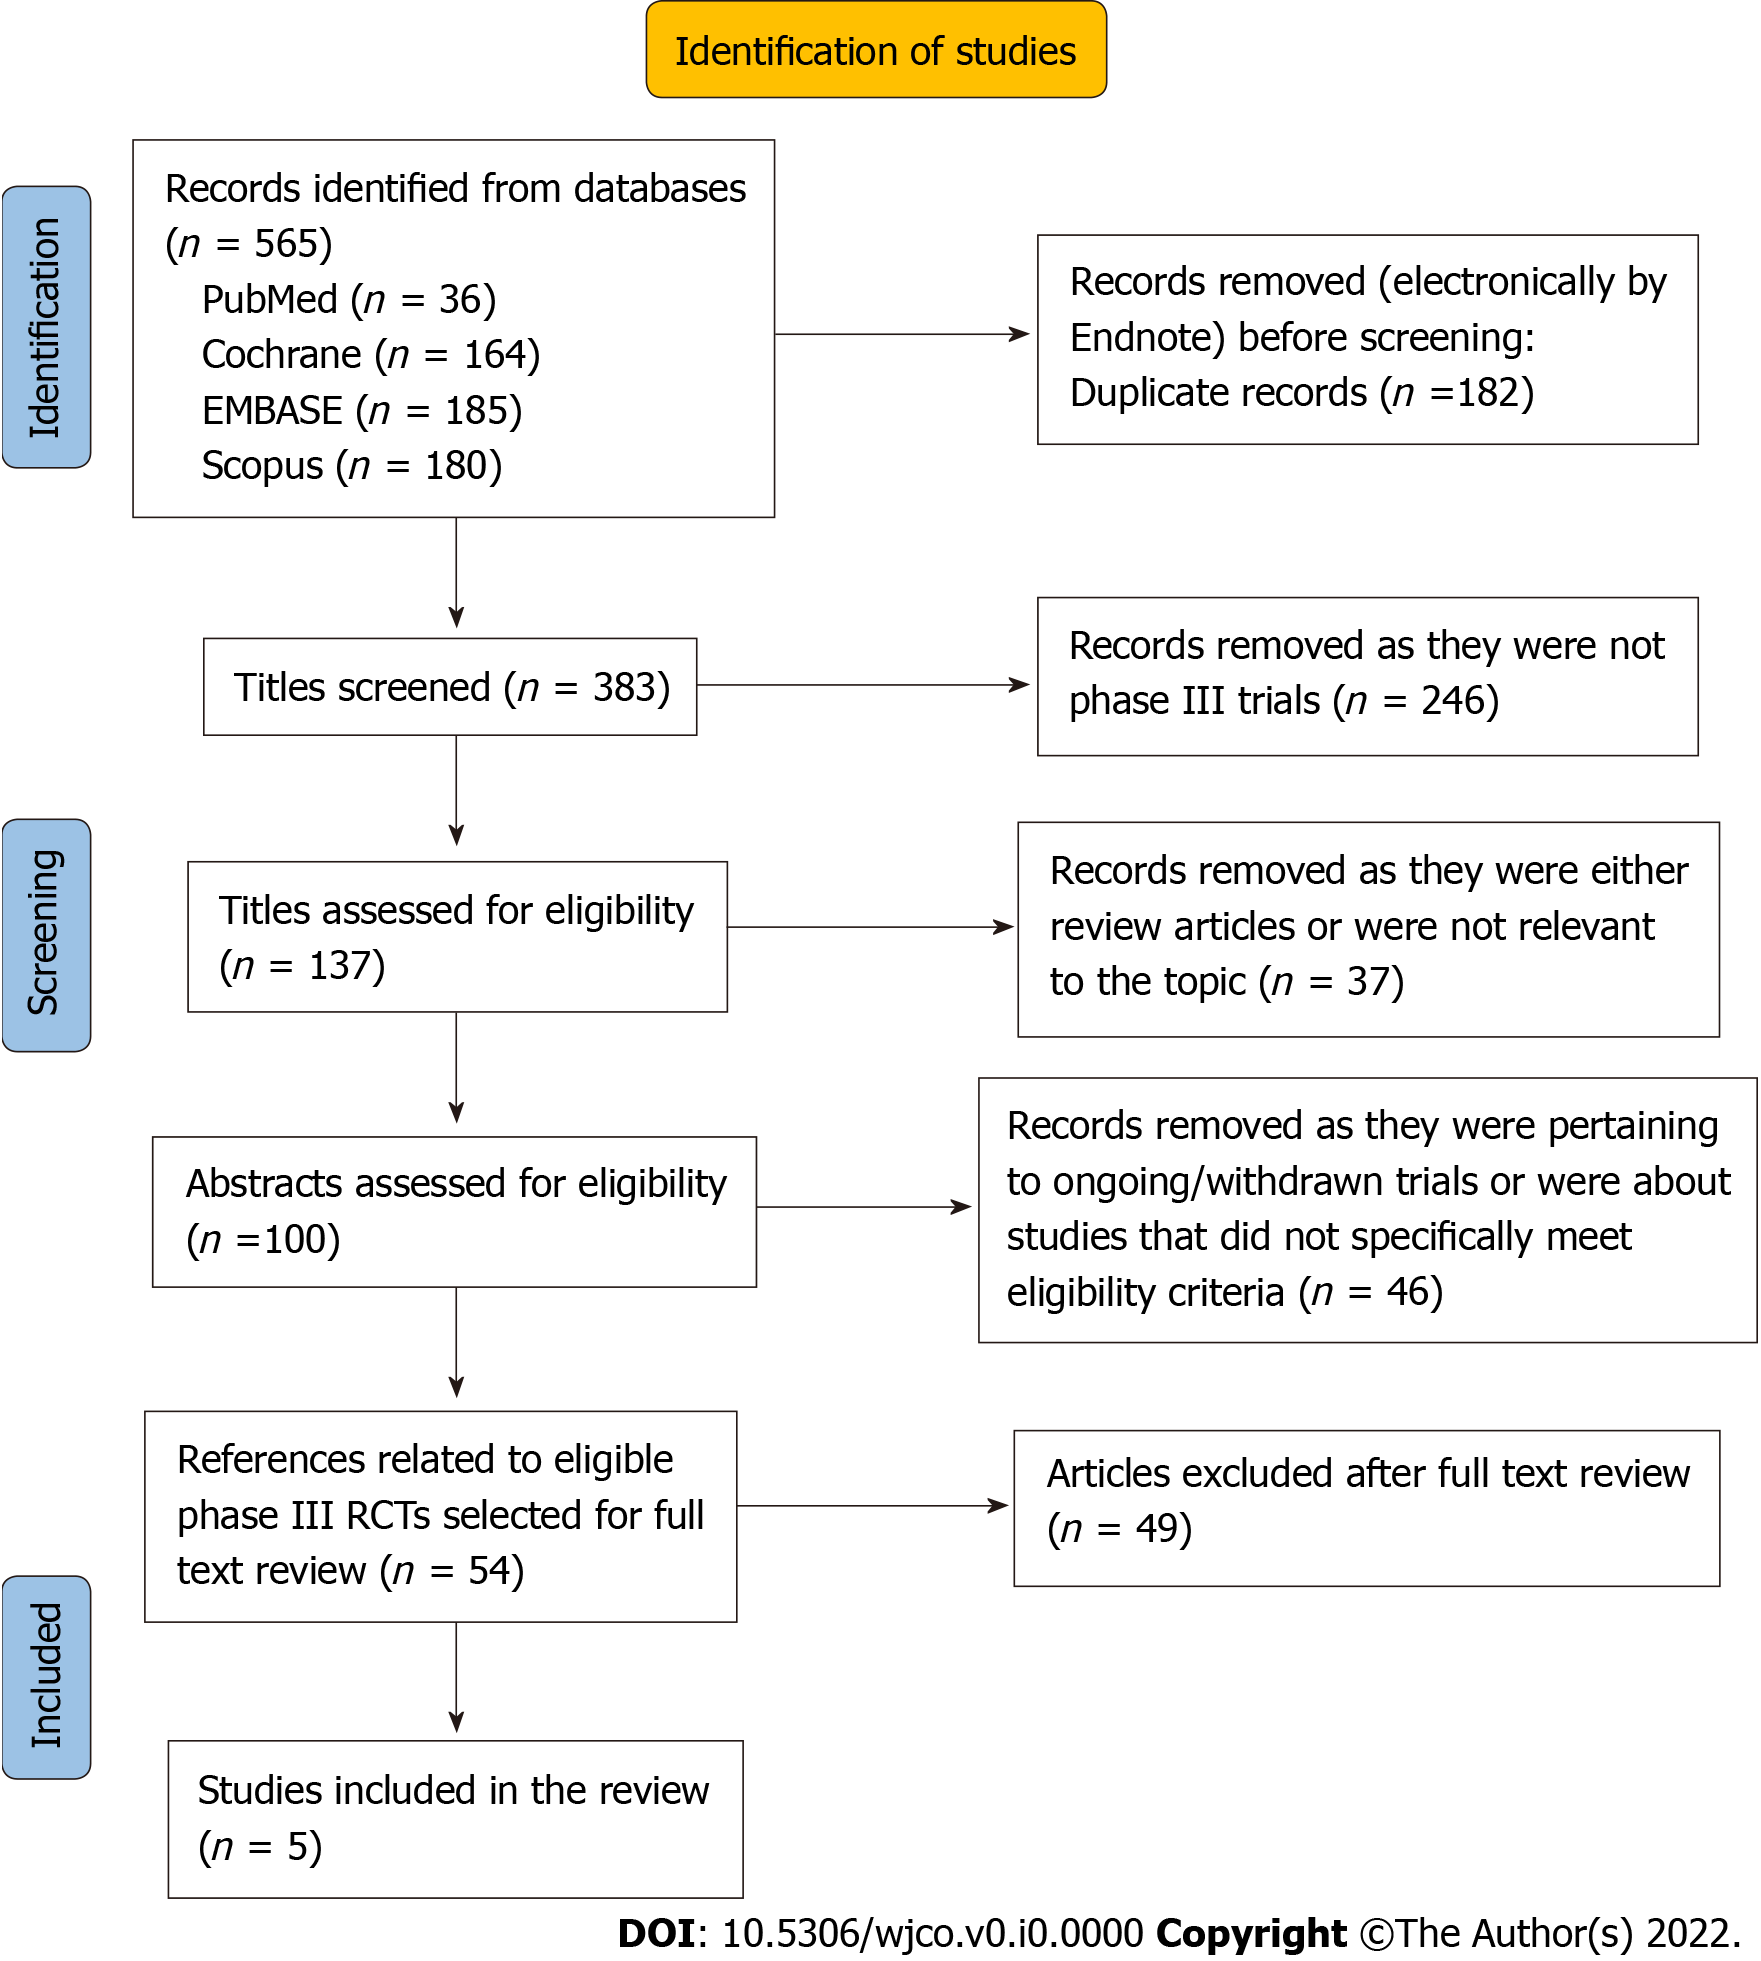 Identification of studies
Identification
Records identified from databases
(n = 565)
PubMed (n = 36)
Cochrane (n = 164)
EMBASE (n = 185)
Scopus (n = 180)
Records removed (electronically by
Endnote) before screening:
Duplicate records (n =182)
Titles screened (n = 383)
Records removed as they were not
phase III trials (n = 246)
Screening
Titles assessed for eligibility
(n = 137)
Records removed as they were either
review articles or were not relevant
to the topic (n = 37)
Abstracts assessed for eligibility
(n =100)
Records removed as they were pertaining
to ongoing/withdrawn trials or were about
studies that did not specifically meet
eligibility criteria (n = 46)
References related to eligible
phase III RCTs selected for full
text review (n = 54)
Articles excluded after full text review
(n = 49)
Included
Studies included in the review
(n = 5)
DOI: 10.5306/wjco.v0.i0.0000 Copyright ©The Author(s) 2022.